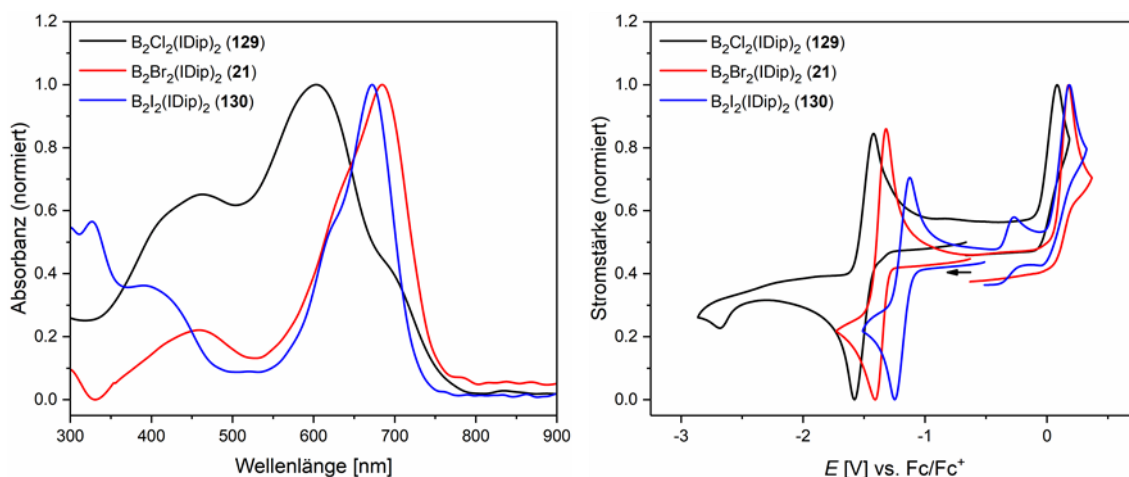 1.2
1.0
0.8
0.6
0.4
0.2
0.0
Absorbanz (normiert)
B₂Cl₂(IDip)₂ (129)
B₂Br₂(IDip)₂ (21)
B₂I₂(IDip)₂ (130)
300 400 500 600 700 800 900
Wellenlänge [nm]
1.2
1.0
0.8
0.6
0.4
0.2
0.0
Stromstärke (normiert)
B₂Cl₂(IDip)₂ (129)
B₂Br₂(IDip)₂ (21)
B₂I₂(IDip)₂ (130)
-3 -2 -1 0
E [V] vs. Fc/Fc⁺